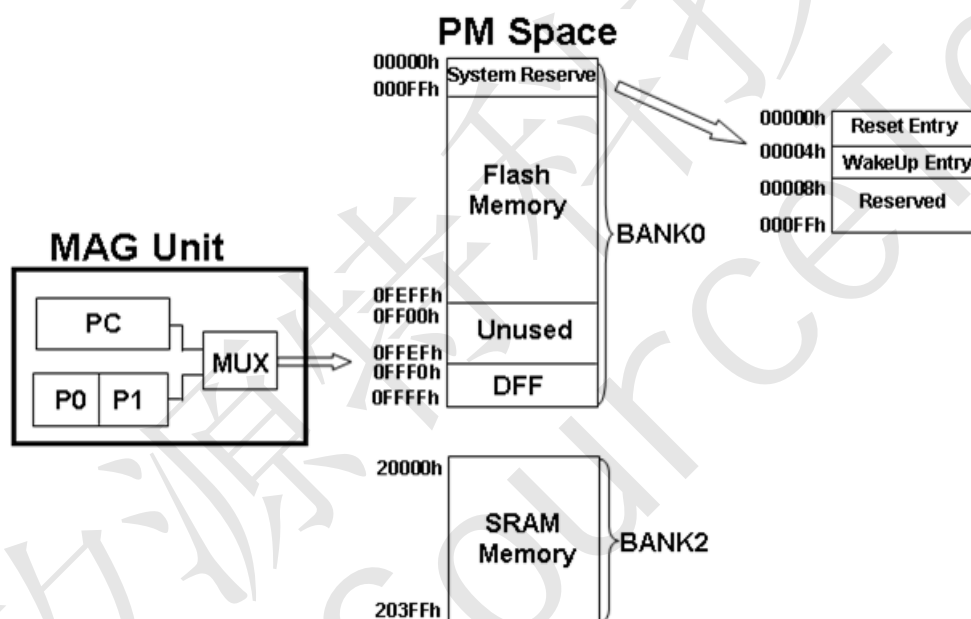 PM Space
00000h
System Reserve
000FFh
Flash
Memory
BANK0
0FEFFh
0FF00h
Unused
0FFEFh
0FFF0h
DFF
0FFFFh
00000h
Reset Entry
00004h
WakeUp Entry
00008h
Reserved
000FFh
MAG Unit
PC
MUX
P0
P1
20000h
SRAM
Memory
BANK2
203FFh